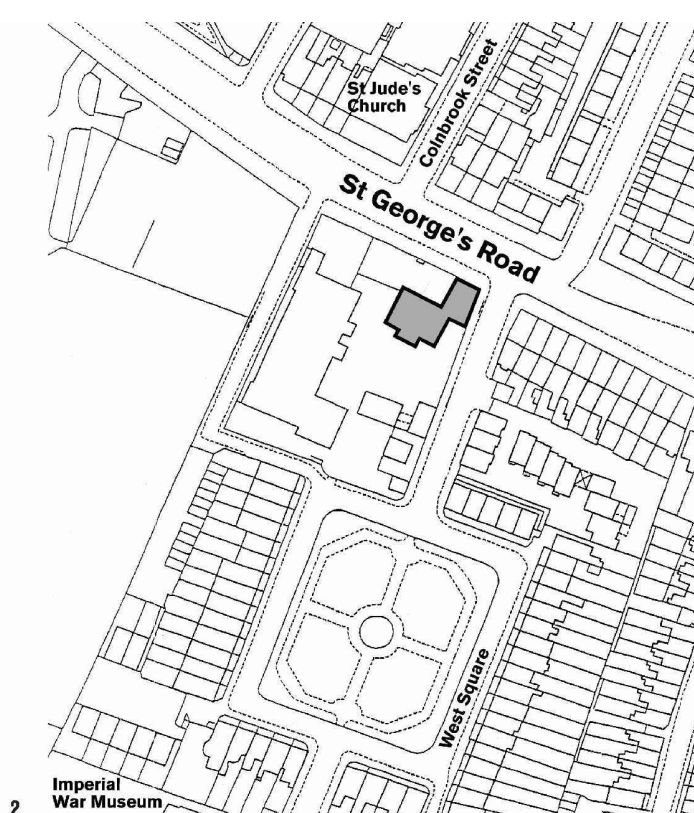 St Jude's
Church
Colnbrook Street
St George's Road
West Square
Imperial
War Museum
2